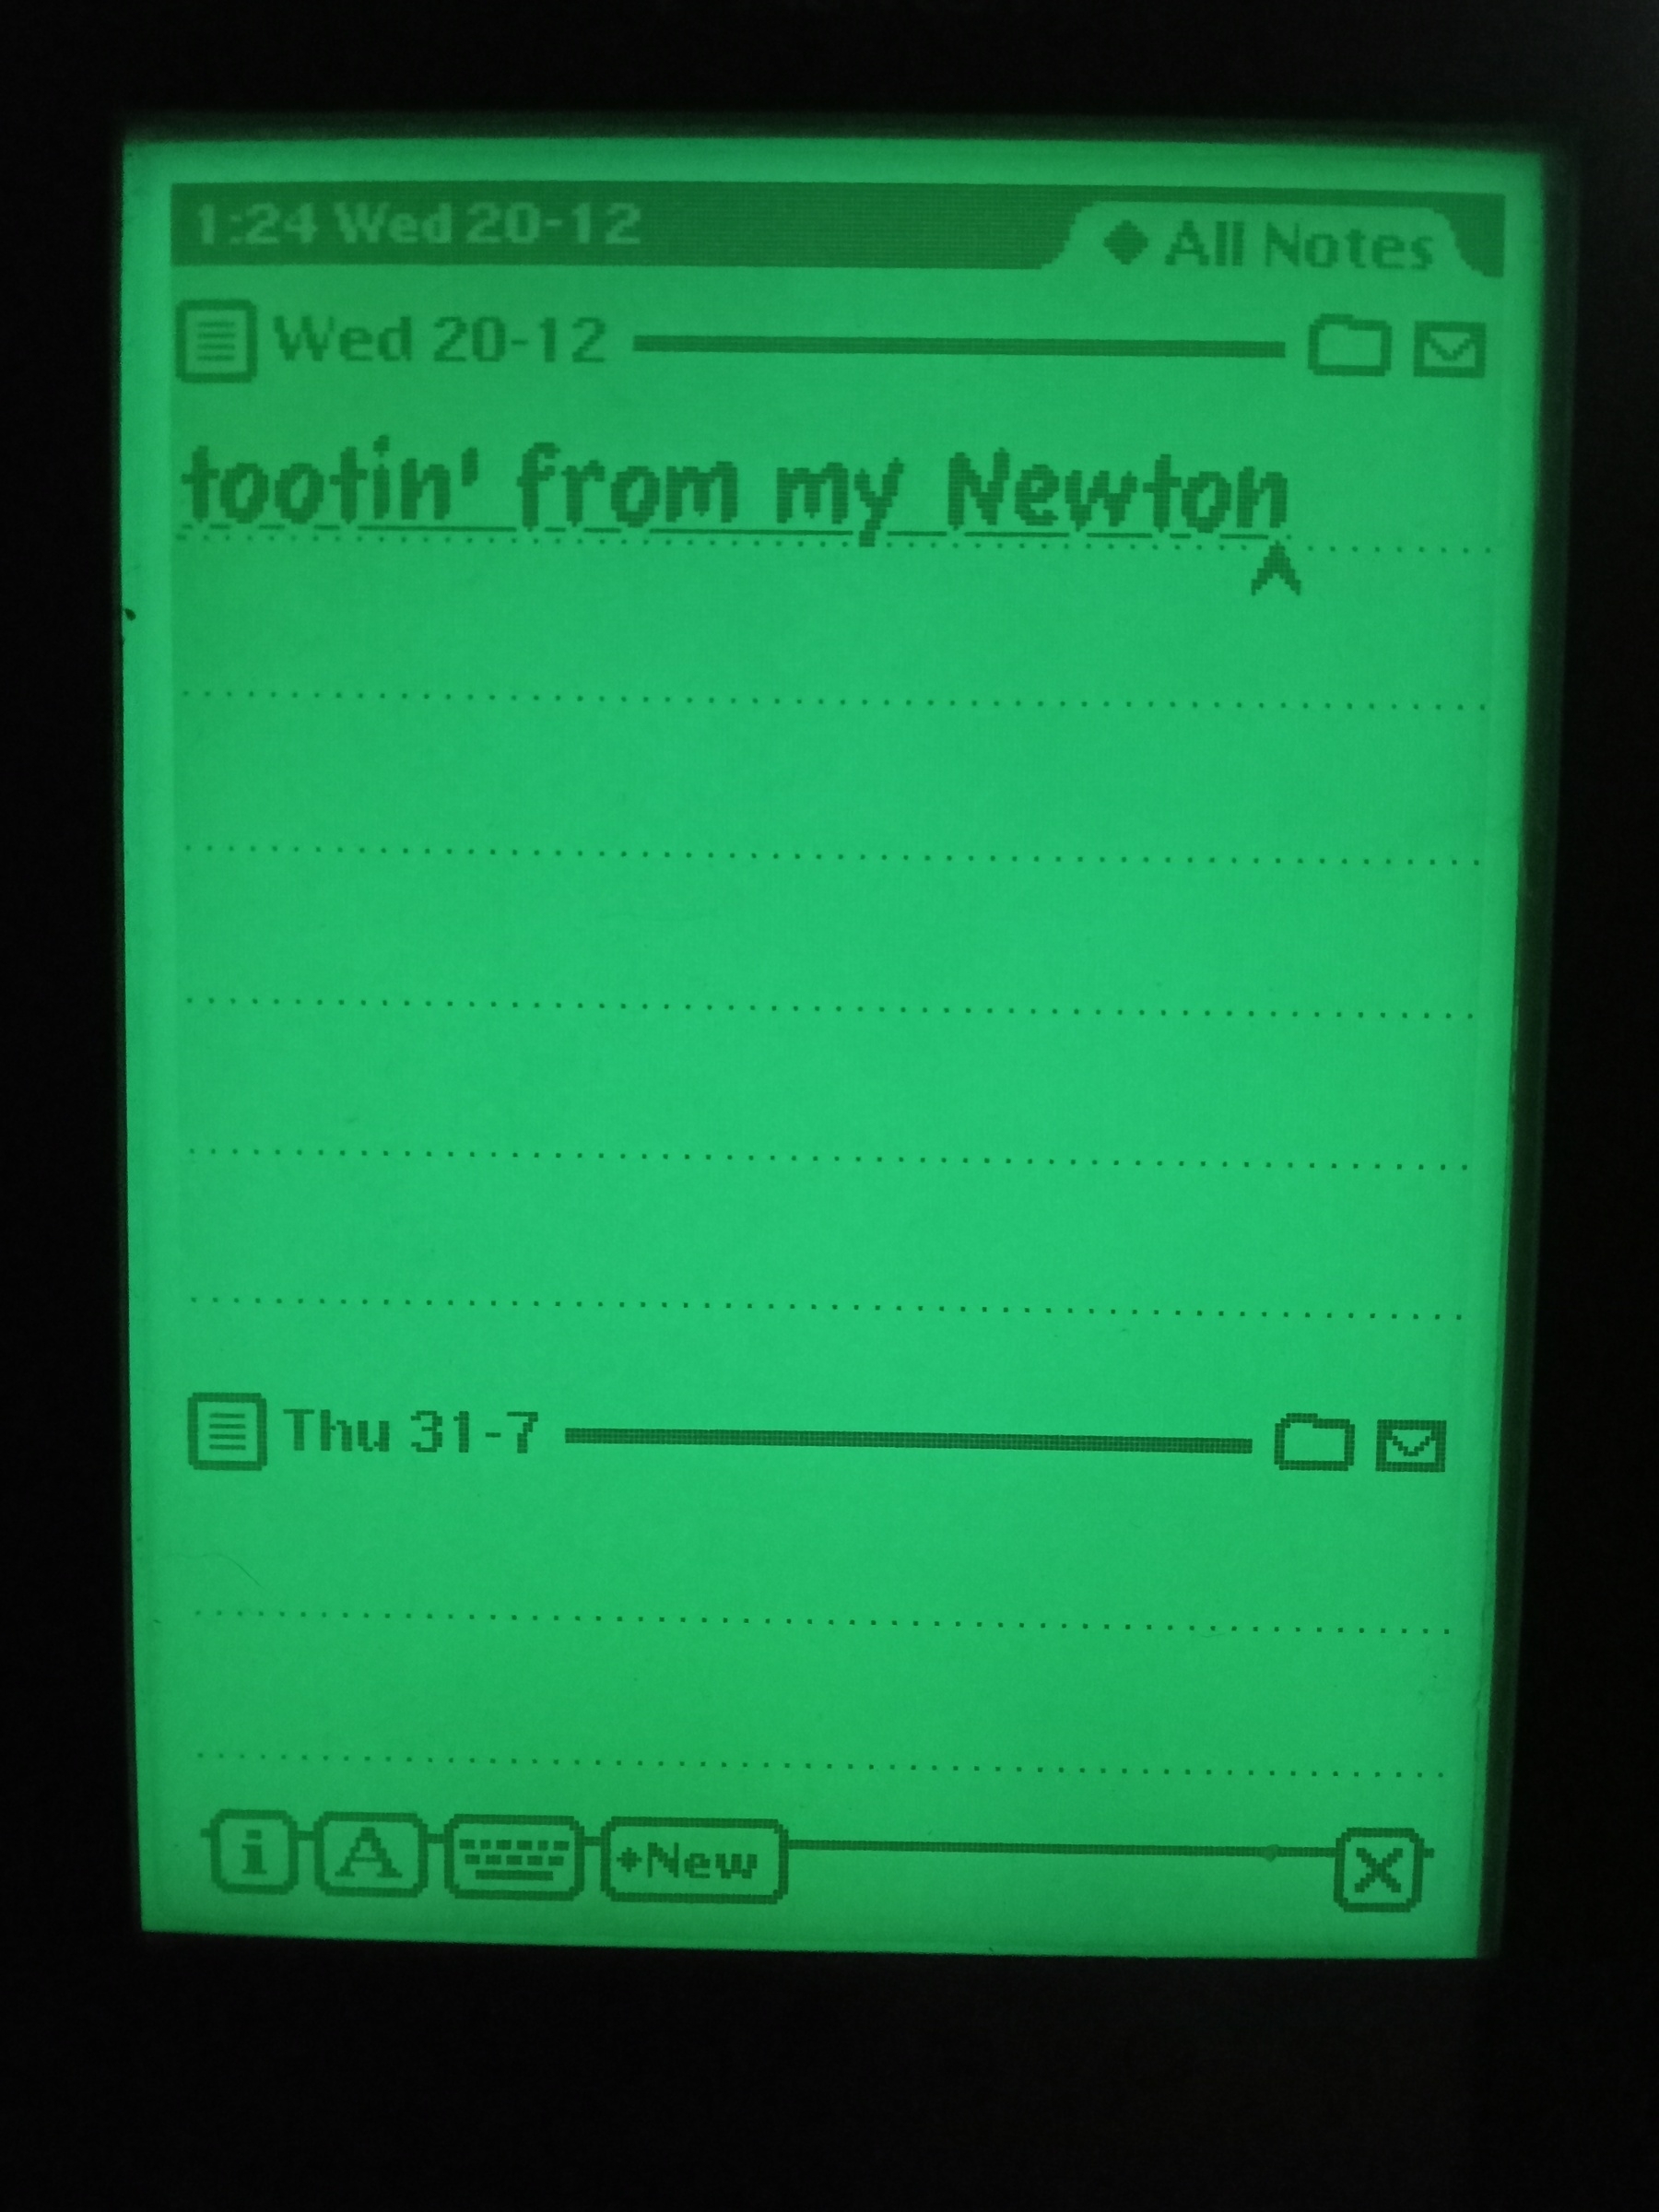 1:24 Wed 20-12
◆ All Notes
Wed 20-12
tootin' from my Newton
Thu 31-7
i
A
New
X